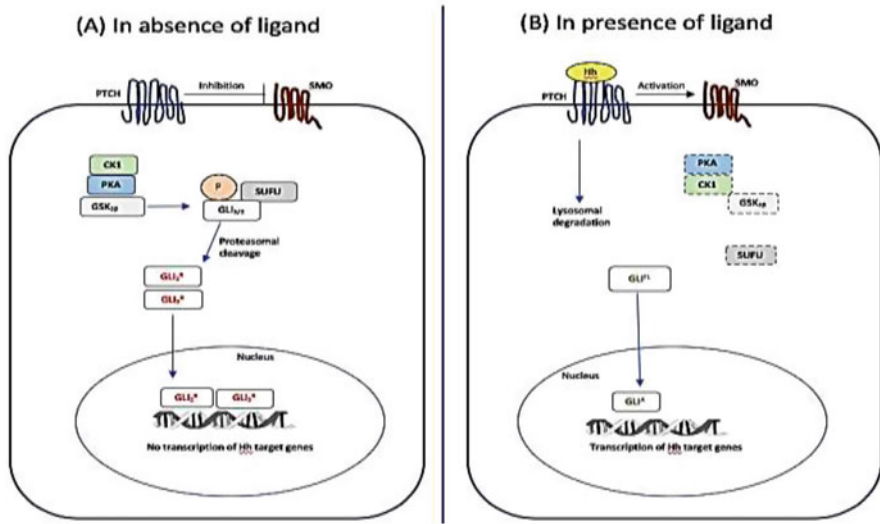 (A) In absence of ligand
PTCH
Inhibition
SMO
CK1
PKA
GSK3β
P
SUFU
GLI2/3
Proteasomal
cleavage
GLI2R
GLI3R
Nucleus
GLI2R
GLI3R
No transcription of Hh target genes
(B) In presence of ligand
Hh
PTCH
Activation
SMO
PKA
CK1
GSK3β
Lysosomal
degradation
SUFU
GLIFL
Nucleus
GLIA
Transcription of Hh target genes